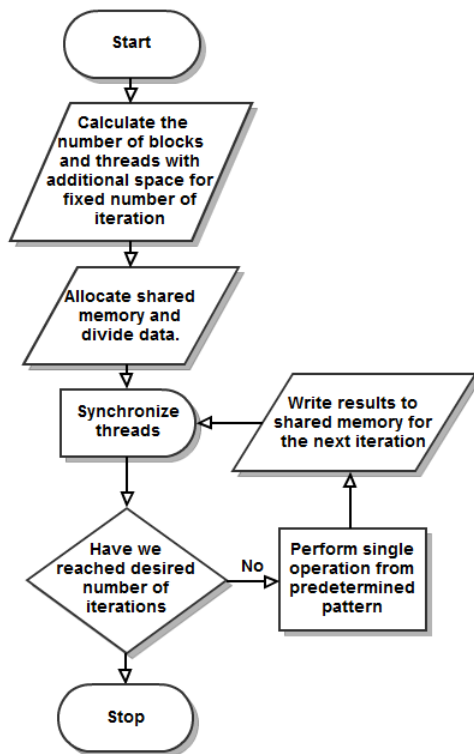 Start
Calculate the
number of blocks
and threads with
additional space for
fixed number of
iteration
Allocate shared
memory and
divide data.
Synchronize
threads
Write results to
shared memory for
the next iteration
Have we
reached desired
number of
iterations
No
Perform single
operation from
predetermined
pattern
Stop